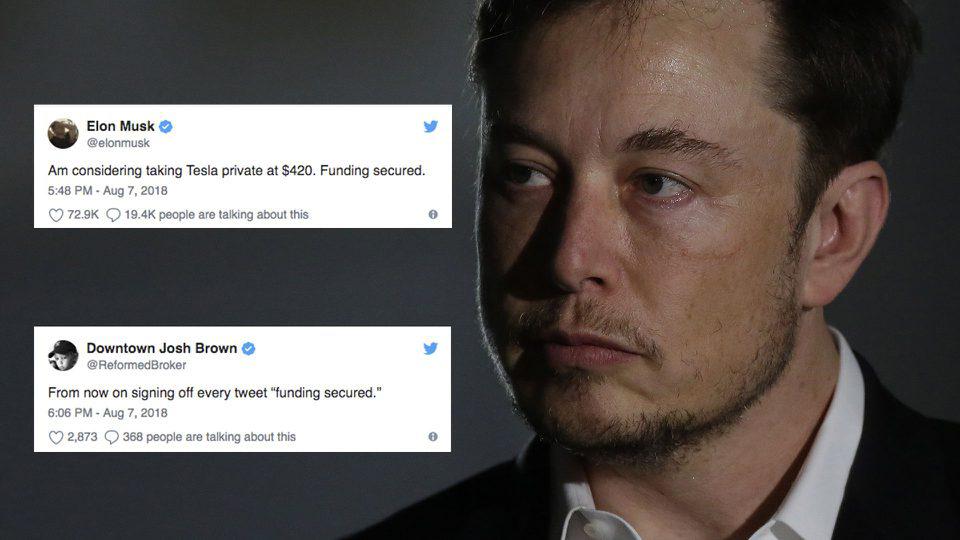 Elon Musk
@elonmusk
Am considering taking Tesla private at $420. Funding secured.
5:48 PM - Aug 7, 2018
72.9K 19.4K people are talking about this
Downtown Josh Brown
@ReformedBroker
From now on signing off every tweet “funding secured.”
6:06 PM - Aug 7, 2018
2,873 368 people are talking about this